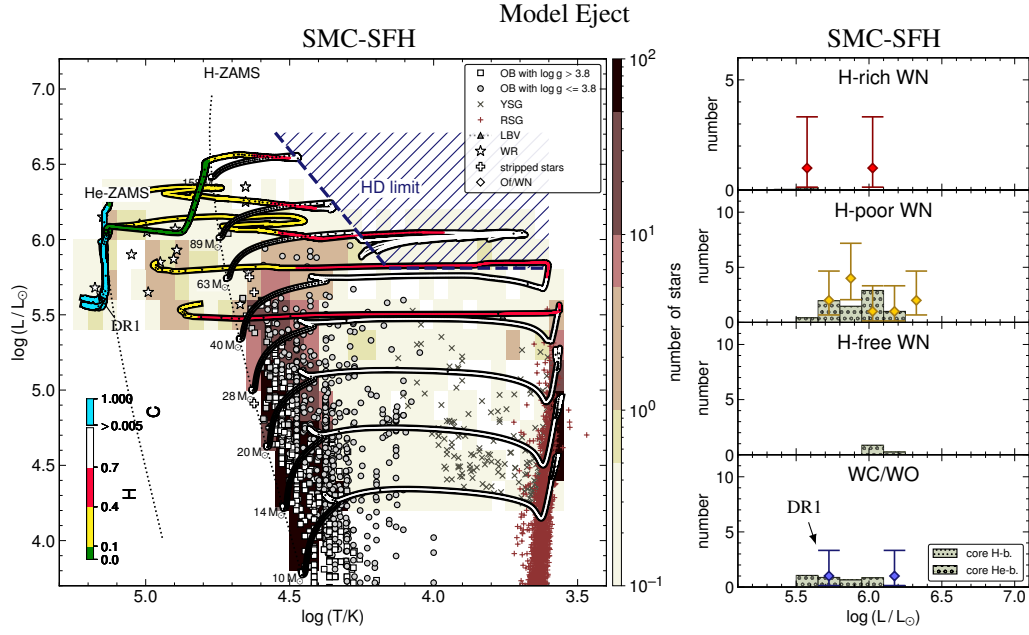 Model Eject
SMC-SFH
SMC-SFH
H-ZAMS
He-ZAMS
HD limit
DR1
OB with log g > 3.8
OB with log g <= 3.8
YSG
RSG
LBV
WR
stripped stars
Of/WN
89 M⊙
63 M⊙
40 M⊙
28 M⊙
20 M⊙
14 M⊙
10 M⊙
1.000
>0.005
0.7
0.4
0.1
0.0
C
H
log(L/L⊙)
7.0
6.5
6.0
5.5
5.0
4.5
4.0
5.0
4.5
4.0
3.5
log(T/K)
10²
10¹
10⁰
10⁻¹
number of stars
H-rich WN
number
5
0
H-poor WN
number
10
5
0
H-free WN
number
5
0
WC/WO
number
10
5
0
DR1
core H-b.
core He-b.
5.5
6.0
6.5
7.0
log(L/L⊙)